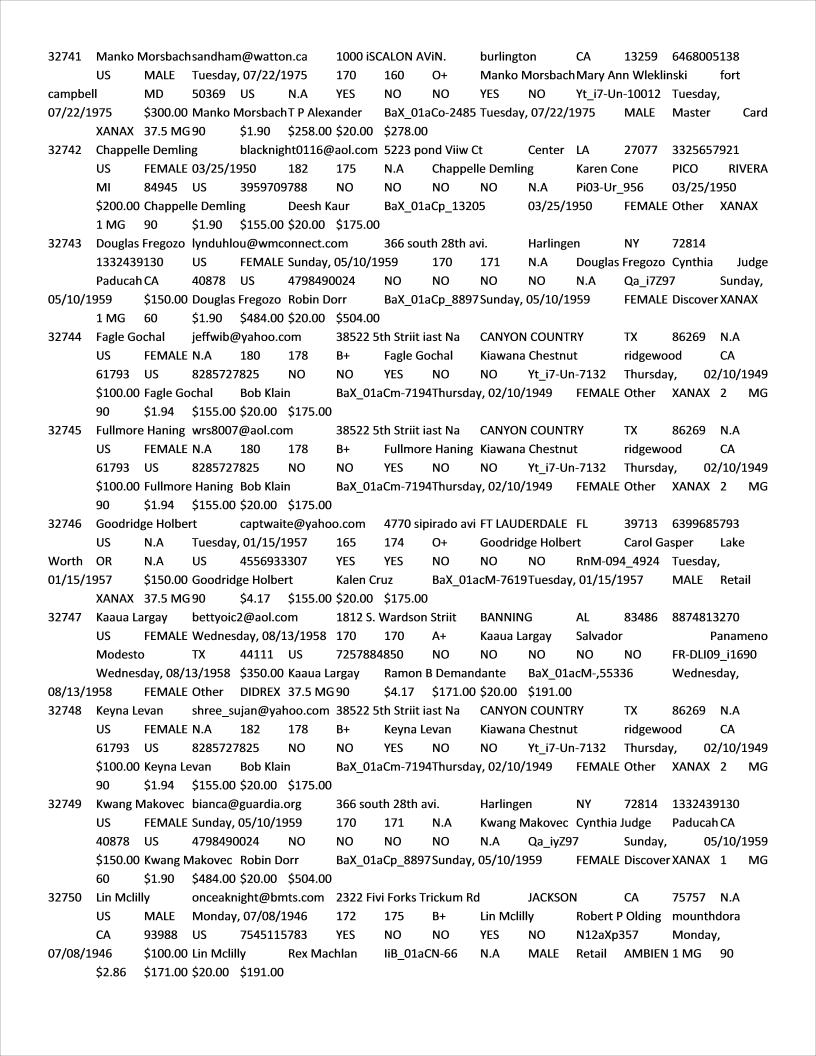 32741 Manko Morsbach sandham@watton.ca 1000 iSCALON AViN. burlington CA 13259 6468005138
US MALE Tuesday, 07/22/1975 170 160 O+ Manko Morsbach Mary Ann Wleklinski fort
campbell MD 50369 US N.A YES NO NO YES NO Yt_i7-Un-10012 Tuesday,
07/22/1975 $300.00 Manko Morsbach T P Alexander BaX_01aCo-2485 Tuesday, 07/22/1975 MALE Master Card
XANAX 37.5 MG 90 $1.90 $258.00 $20.00 $278.00
32742 Chappelle Demling blacknight0116@aol.com 5223 pond Viiw Ct Center LA 27077 3325657921
US FEMALE 03/25/1950 182 175 N.A Chappelle Demling Karen Cone PICO RIVERA
MI 84945 US 3959709788 NO NO NO NO N.A Pi03-Ur_956 03/25/1950
$200.00 Chappelle Demling Deesh Kaur BaX_01aCp_13205 03/25/1950 FEMALE Other XANAX
1 MG 90 $1.90 $155.00 $20.00 $175.00
32743 Douglas Fregozo lynduhlou@wmconnect.com 366 south 28th avi. Harlingen NY 72814
1332439130 US FEMALE Sunday, 05/10/1959 170 171 N.A Douglas Fregozo Cynthia Judge
Paducah CA 40878 US 4798490024 NO NO NO NO N.A Qa_i7Z97 Sunday,
05/10/1959 $150.00 Douglas Fregozo Robin Dorr BaX_01aCp_8897 Sunday, 05/10/1959 FEMALE Discover XANAX
1 MG 60 $1.90 $484.00 $20.00 $504.00
32744 Fagle Gochal jeffwib@yahoo.com 38522 5th Striit iast Na CANYON COUNTRY TX 86269 N.A
US FEMALE N.A 180 178 B+ Fagle Gochal Kiawana Chestnut ridgewood CA
61793 US 8285727825 NO NO YES NO NO Yt_i7-Un-7132 Thursday, 02/10/1949
$100.00 Fagle Gochal Bob Klain BaX_01aCm-7194 Thursday, 02/10/1949 FEMALE Other XANAX 2 MG
90 $1.94 $155.00 $20.00 $175.00
32745 Fullmore Haning wrs8007@aol.com 38522 5th Striit iast Na CANYON COUNTRY TX 86269 N.A
US FEMALE N.A 180 178 B+ Fullmore Haning Kiawana Chestnut ridgewood CA
61793 US 8285727825 NO NO YES NO NO Yt_i7-Un-7132 Thursday, 02/10/1949
$100.00 Fullmore Haning Bob Klain BaX_01aCm-7194 Thursday, 02/10/1949 FEMALE Other XANAX 2 MG
90 $1.94 $155.00 $20.00 $175.00
32746 Goodridge Holbert captwaite@yahoo.com 4770 sipirado avi FT LAUDERDALE FL 39713 6399685793
US N.A Tuesday, 01/15/1957 165 174 O+ Goodridge Holbert Carol Gasper Lake
Worth OR N.A US 4556933307 YES YES NO NO NO RnM-094_4924 Tuesday,
01/15/1957 $150.00 Goodridge Holbert Kalen Cruz BaX_01acM-7619 Tuesday, 01/15/1957 MALE Retail
XANAX 37.5 MG 90 $4.17 $155.00 $20.00 $175.00
32747 Kaaua Largay bettyoic2@aol.com 1812 S. Wardson Striit BANNING AL 83486 8874813270
US FEMALE Wednesday, 08/13/1958 170 170 A+ Kaaua Largay Salvador Panameno
Modesto TX 44111 US 7257884850 NO NO NO NO NO FR-DLI09_i1690
Wednesday, 08/13/1958 $350.00 Kaaua Largay Ramon B Demandante BaX_01acM-,55336 Wednesday,
08/13/1958 FEMALE Other DIDREX 37.5 MG 90 $4.17 $171.00 $20.00 $191.00
32748 Keyna Levan shree_sujan@yahoo.com 38522 5th Striit iast Na CANYON COUNTRY TX 86269 N.A
US FEMALE N.A 182 178 B+ Keyna Levan Kiawana Chestnut ridgewood CA
61793 US 8285727825 NO NO YES NO NO Yt_i7-Un-7132 Thursday, 02/10/1949
$100.00 Keyna Levan Bob Klain BaX_01aCm-7194 Thursday, 02/10/1949 FEMALE Other XANAX 2 MG
90 $1.94 $155.00 $20.00 $175.00
32749 Kwang Makovec bianca@guardia.org 366 south 28th avi. Harlingen NY 72814 1332439130
US FEMALE Sunday, 05/10/1959 170 171 N.A Kwang Makovec Cynthia Judge Paducah CA
40878 US 4798490024 NO NO NO NO N.A Qa_iyZ97 Sunday, 05/10/1959
$150.00 Kwang Makovec Robin Dorr BaX_01aCp_8897 Sunday, 05/10/1959 FEMALE Discover XANAX 1 MG
60 $1.90 $484.00 $20.00 $504.00
32750 Lin Mclilly onceaknight@bmts.com 2322 Fivi Forks Trickum Rd JACKSON CA 75757 N.A
US MALE Monday, 07/08/1946 172 175 B+ Lin Mclilly Robert P Olding mounthdora
CA 93988 US 7545115783 YES NO NO YES NO N12aXp357 Monday,
07/08/1946 $100.00 Lin Mclilly Rex Machlan IiB_01aCN-66 N.A MALE Retail AMBIEN 1 MG 90
$2.86 $171.00 $20.00 $191.00